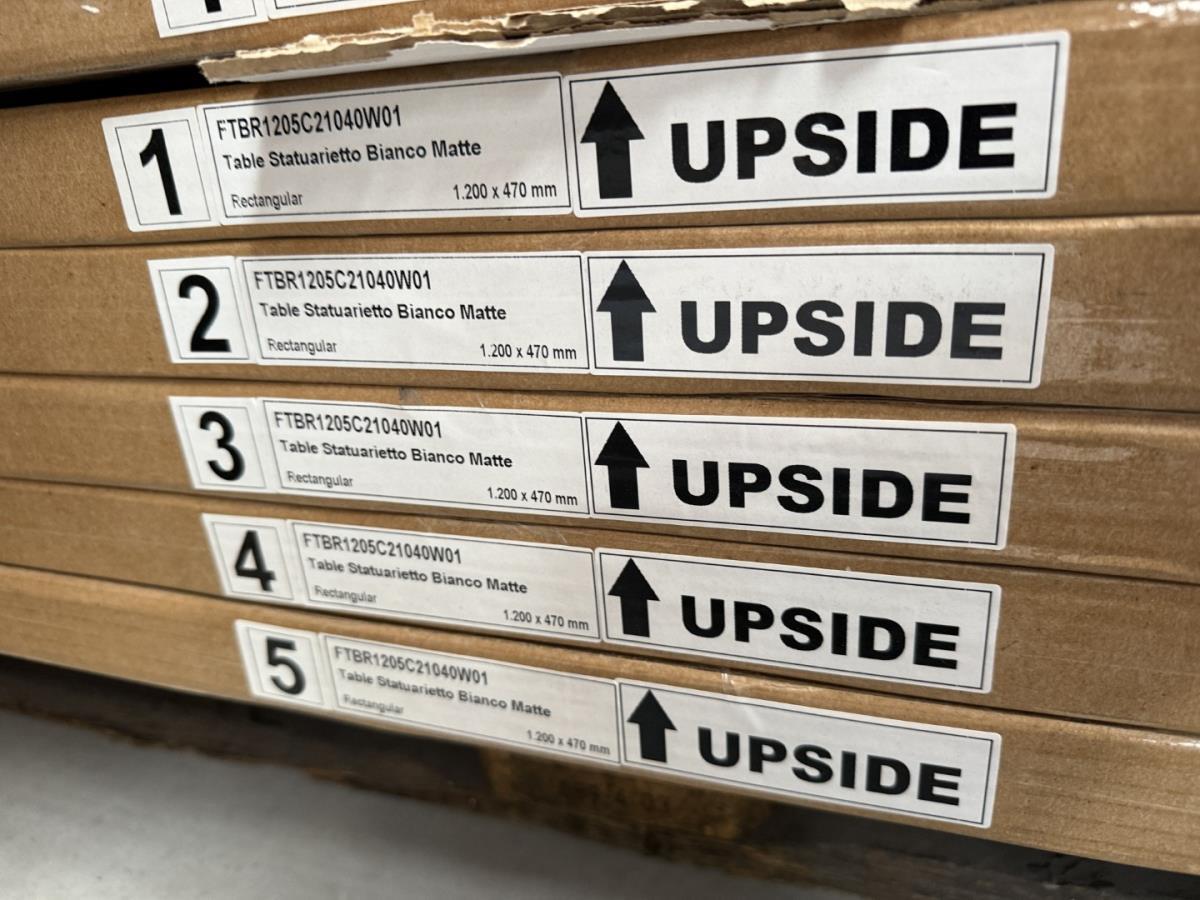 1
FTBR1205C21040W01
Table Statuarietto Bianco Matte
Rectangular 1.200 x 470 mm
UPSIDE
2
FTBR1205C21040W01
Table Statuarietto Bianco Matte
Rectangular 1.200 x 470 mm
UPSIDE
3
FTBR1205C21040W01
Table Statuarietto Bianco Matte
Rectangular 1.200 x 470 mm
UPSIDE
4
FTBR1205C21040W01
Table Statuarietto Bianco Matte
Rectangular 1.200 x 470 mm
UPSIDE
5
FTBR1205C21040W01
Table Statuarietto Bianco Matte
Rectangular 1.200 x 470 mm
UPSIDE